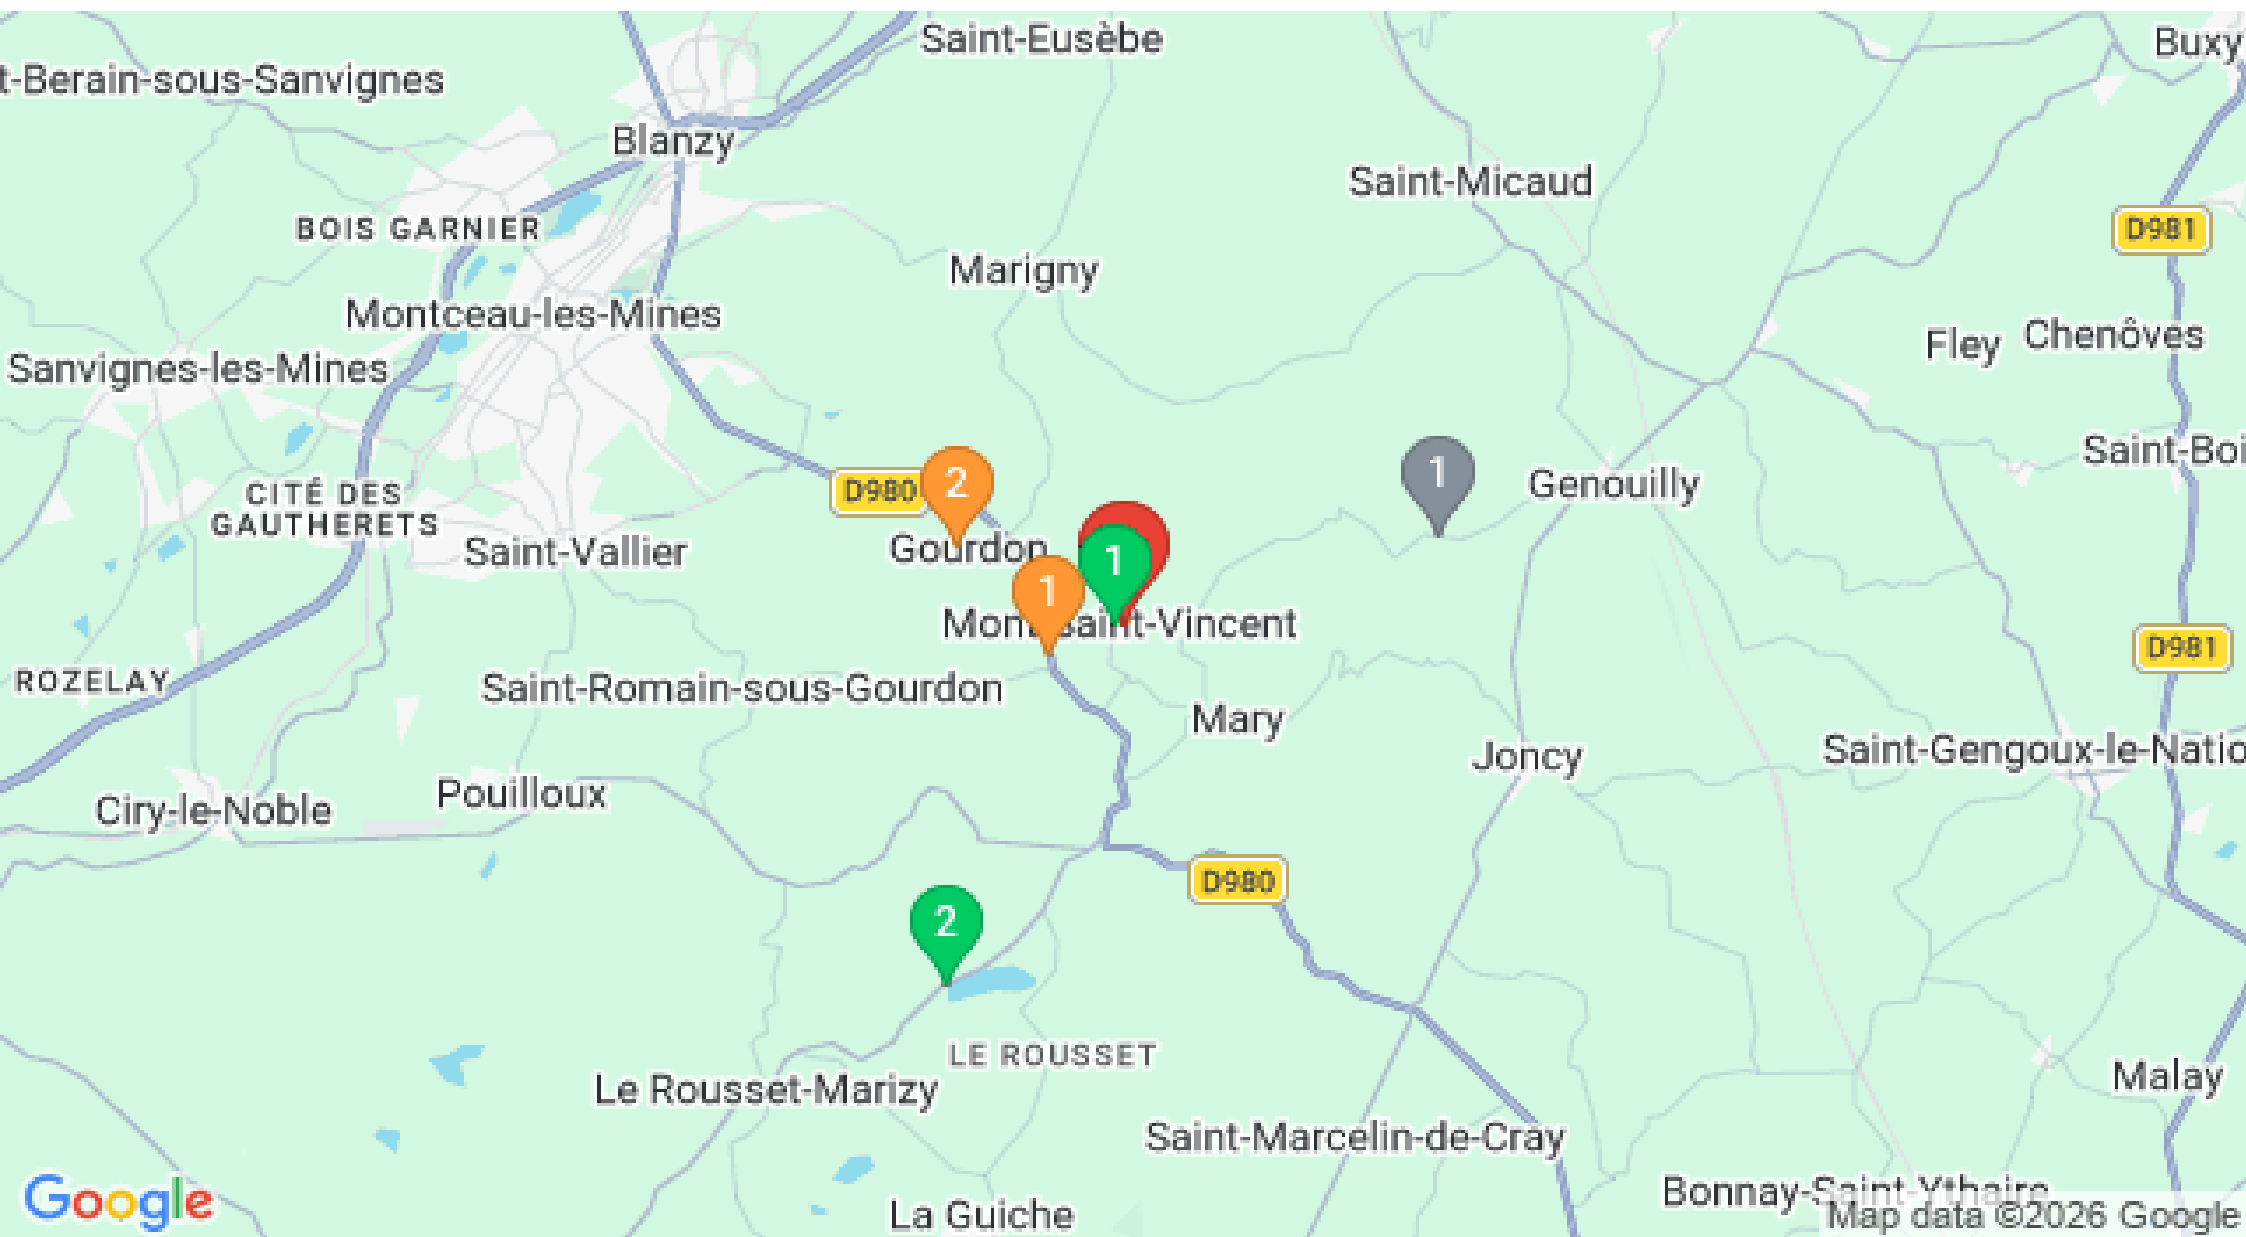 Saint-Eusèbe
Buxy
t-Berain-sous-Sanvignes
Blanzy
Saint-Micaud
BOIS GARNIER
D981
Marigny
Montceau-les-Mines
Fley
Chenôves
Sanvignes-les-Mines
Saint-Boi
1
2
D980
Genouilly
CITÉ DES
GAUTHERETS
Saint-Vallier
Gourdon
1
1
Mont-Saint-Vincent
D981
ROZELAY
Saint-Romain-sous-Gourdon
Mary
Joncy
Saint-Gengoux-le-Natio
Pouilloux
Ciry-le-Noble
D980
2
LE ROUSSET
Le Rousset-Marizy
Malay
Saint-Marcelin-de-Cray
Bonnay-Saint-Ythaire
Google
La Guiche
Map data ©2026 Google